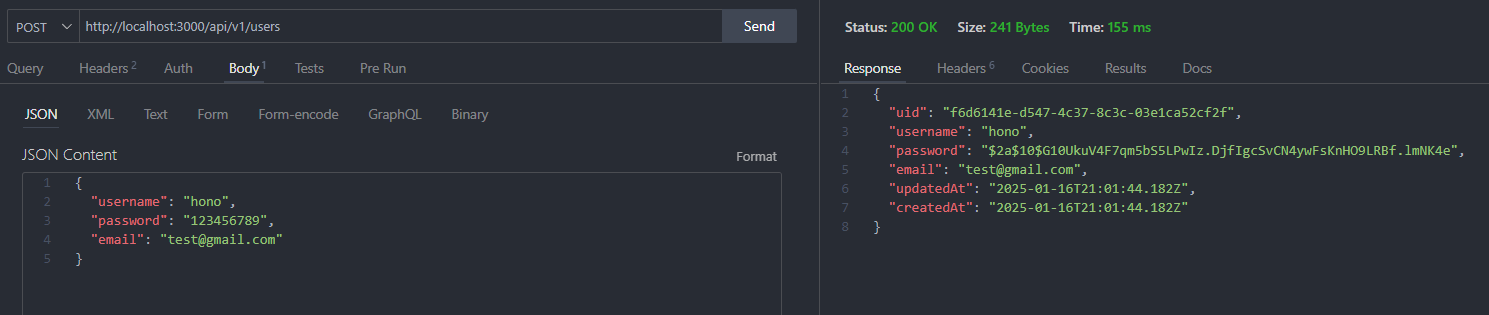 POST http://localhost:3000/api/v1/users Send
Query Headers 2 Auth Body 1 Tests Pre Run
JSON XML Text Form Form-encode GraphQL Binary
JSON Content Format
1 {
2 "username": "hono",
3 "password": "123456789",
4 "email": "test@gmail.com"
5 }
Status: 200 OK Size: 241 Bytes Time: 155 ms
Response Headers 6 Cookies Results Docs
1 {
2 "uid": "f6d6141e-d547-4c37-8c3c-03e1ca52cf2f",
3 "username": "hono",
4 "password": "$2a$10$G10UkuV4F7qm5bS5LPwIz.DjfIgcSvCN4ywFsKnHO9LRBf.lmNK4e",
5 "email": "test@gmail.com",
6 "updatedAt": "2025-01-16T21:01:44.182Z",
7 "createdAt": "2025-01-16T21:01:44.182Z"
8 }